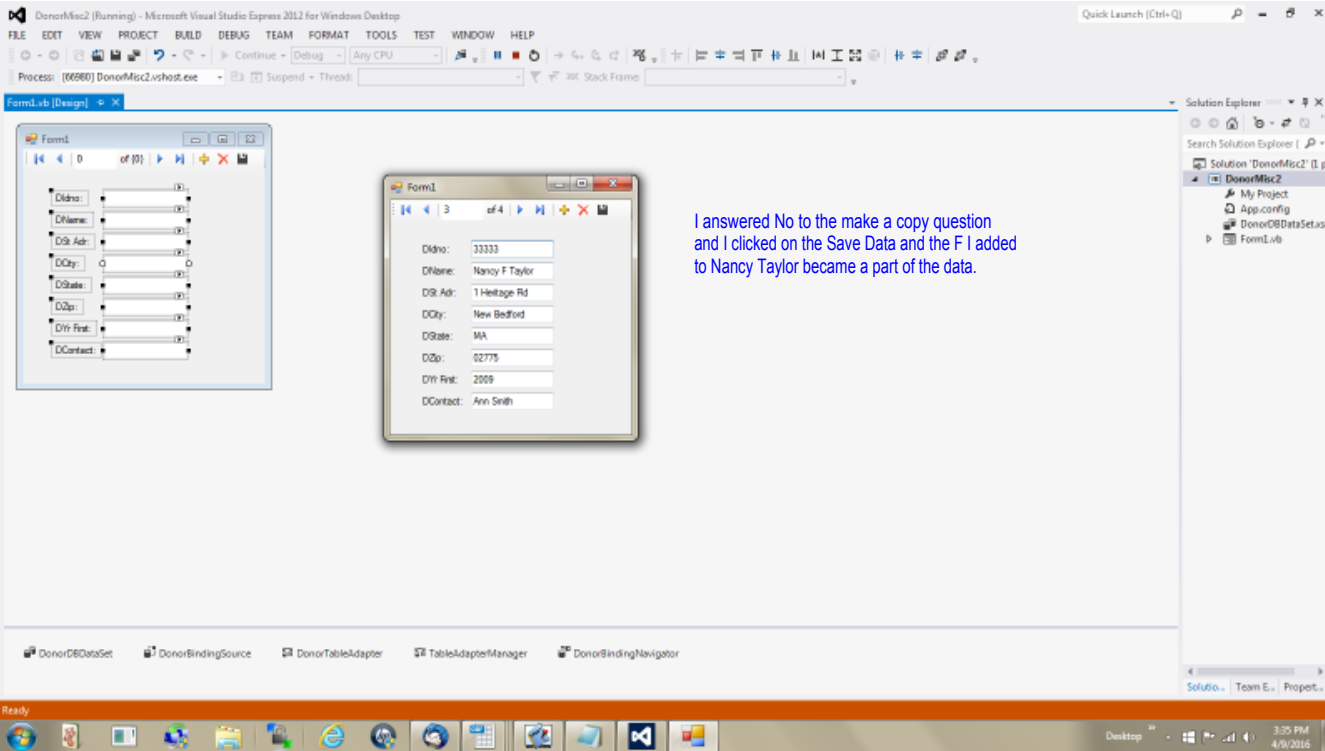 DonorMisc2 (Running) - Microsoft Visual Studio Express 2012 for Windows Desktop
Quick Launch (Ctrl+Q)
FILE EDIT VIEW PROJECT BUILD DEBUG TEAM FORMAT TOOLS TEST WINDOW HELP
Continue Debug Any CPU
Process: [66980] DonorMisc2.vshost.exe Suspend Thread: Stack Frame:
Form1.vb [Design]
Form1
0 of {0}
DIdno:
DName:
DSt Adr:
DCity:
DState:
DZip:
DYr First:
DContact:
Form1
3 of 4
DIdno: 33333
DName: Nancy F Taylor
DSt Adr: 1 Heritage Rd
DCity: New Bedford
DState: MA
DZip: 02775
DYr First: 2009
DContact: Ann Smith
I answered No to the make a copy question
and I clicked on the Save Data and the F I added
to Nancy Taylor became a part of the data.
Solution Explorer
Search Solution Explorer (
Solution 'DonorMisc2' (1 p
DonorMisc2
My Project
App.config
DonorDBDataSet.xs
Form1.vb
DonorDBDataSet DonorBindingSource DonorTableAdapter TableAdapterManager DonorBindingNavigator
Solutio... Team E... Propert...
Ready
Desktop
3:35 PM
4/9/2016